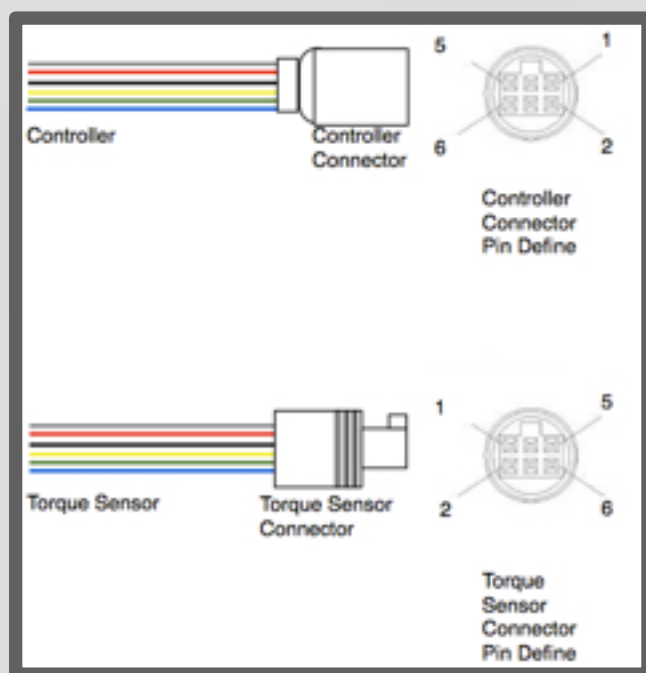 5
1
Controller
Controller
Connector
6
2
Controller
Connector
Pin Define
1
5
Torque Sensor
Torque Sensor
Connector
2
6
Torque
Sensor
Connector
Pin Define